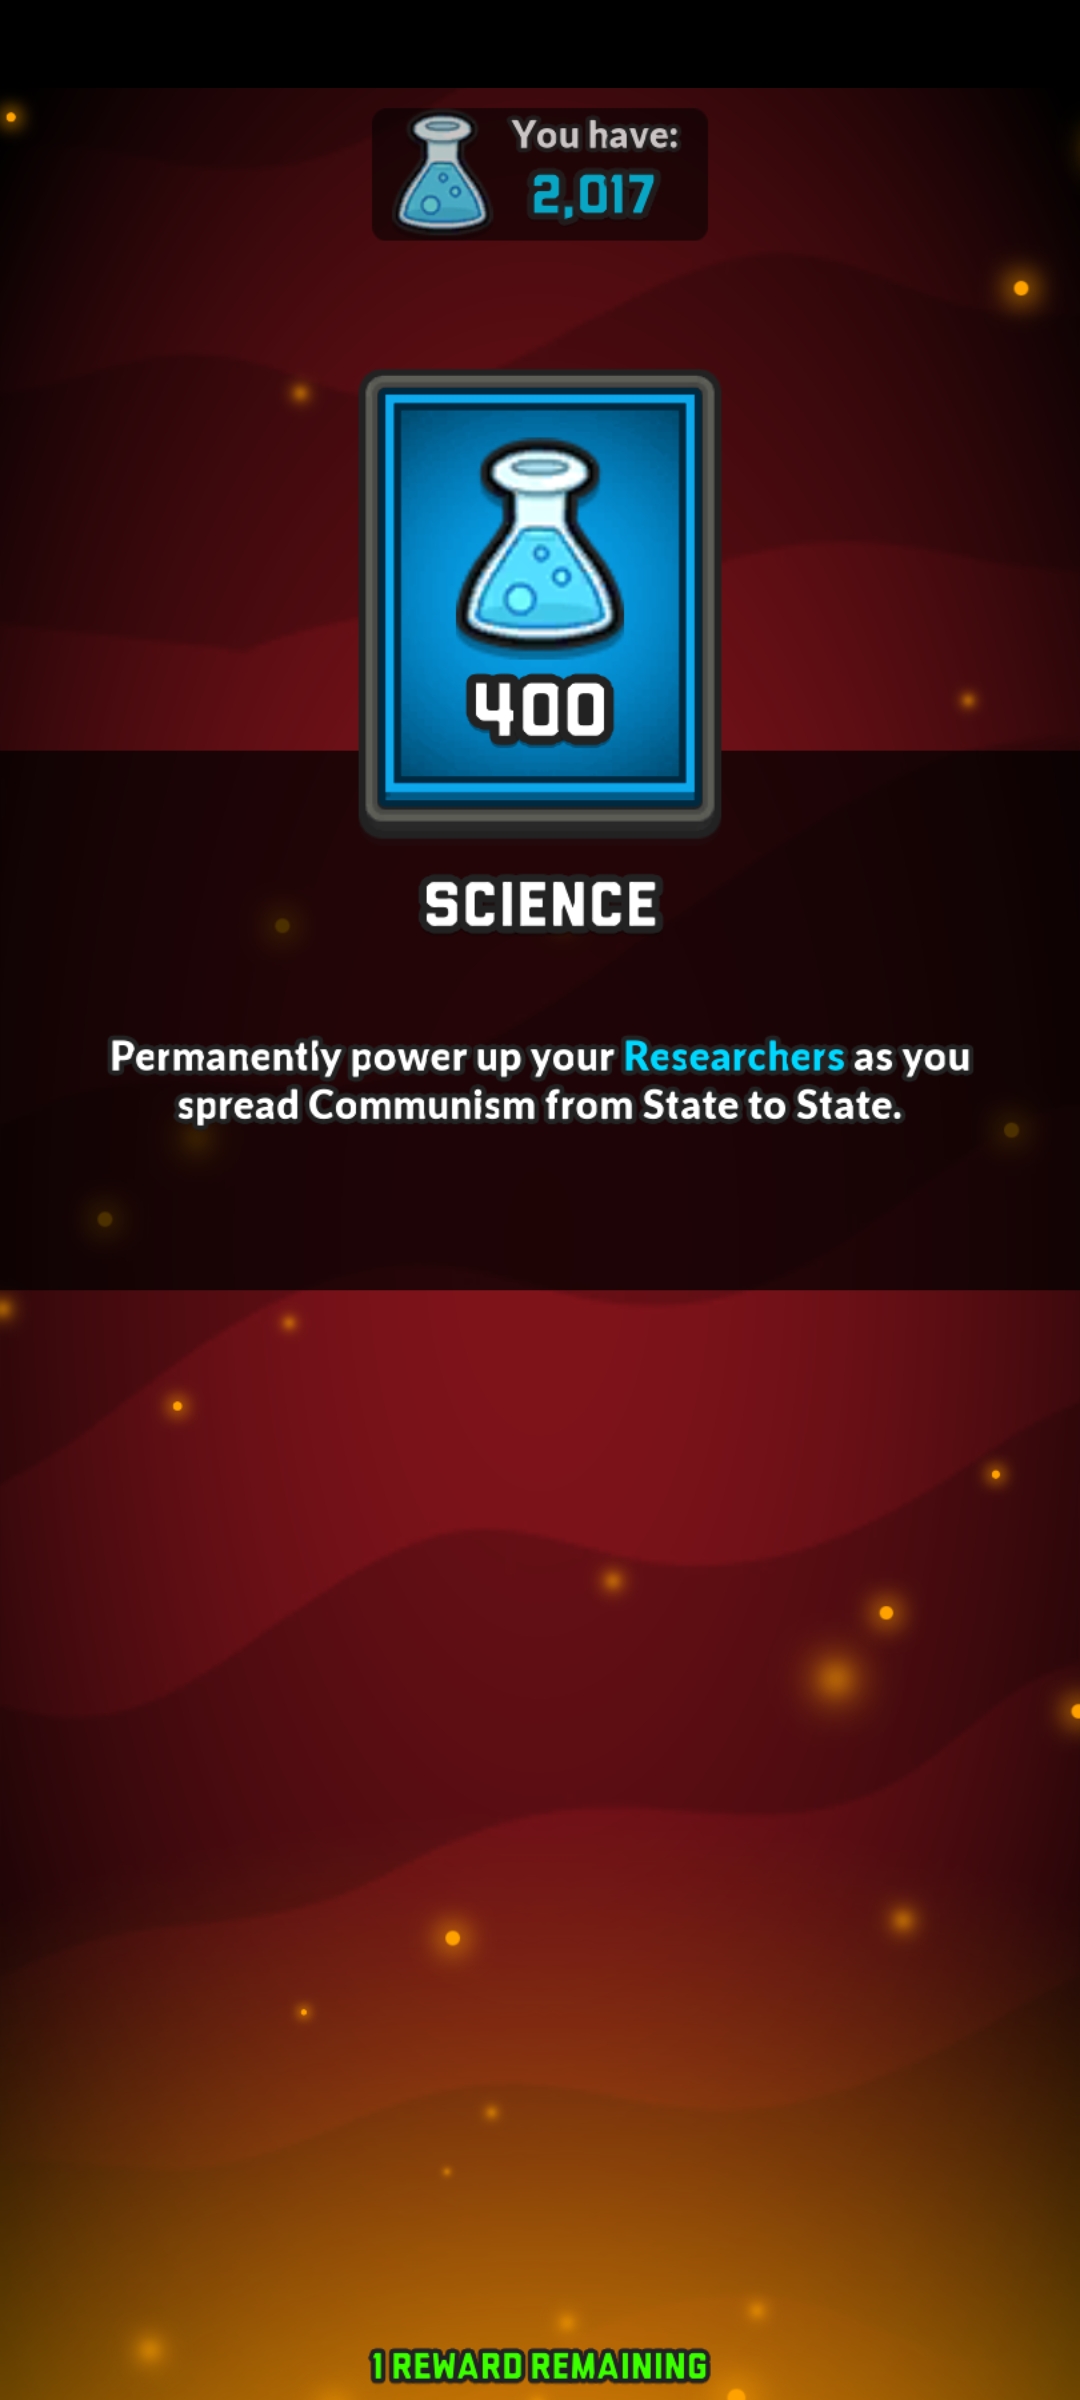 You have:
2,017
400
SCIENCE
Permanently power up your Researchers as you
spread Communism from State to State.
1 REWARD REMAINING